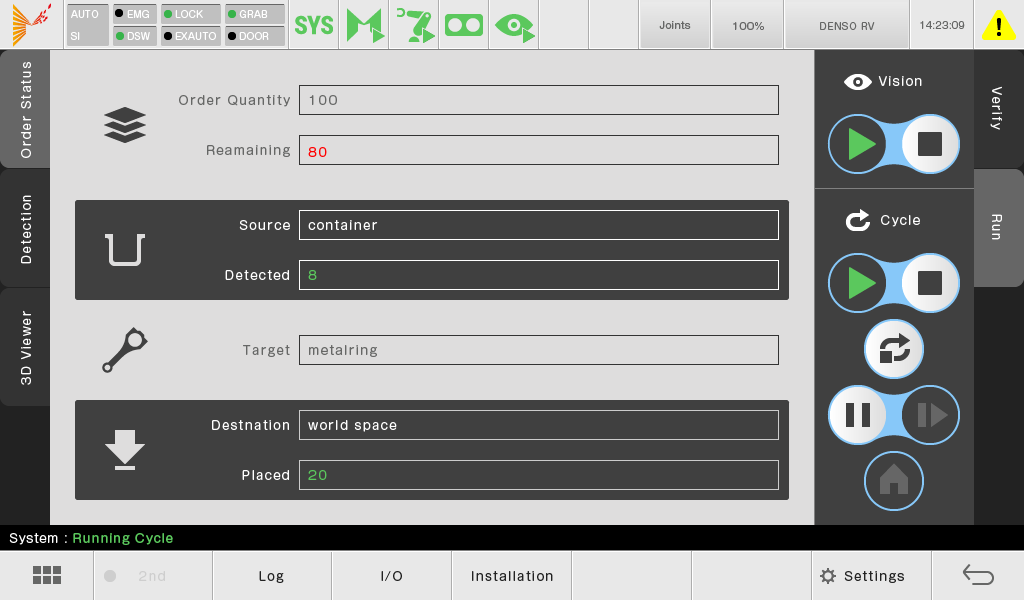 AUTO EMG LOCK GRAB
SI DSW EXAUTO DOOR
SYS
Joints 100% DENSO RV 14:23:09
Order Status
Detection
3D Viewer
Order Quantity 100
Reamaining 80
Source container
Detected 8
Target metalring
Destnation world space
Placed 20
Vision
Cycle
Verify
Run
System : Running Cycle
2nd Log I/O Installation Settings